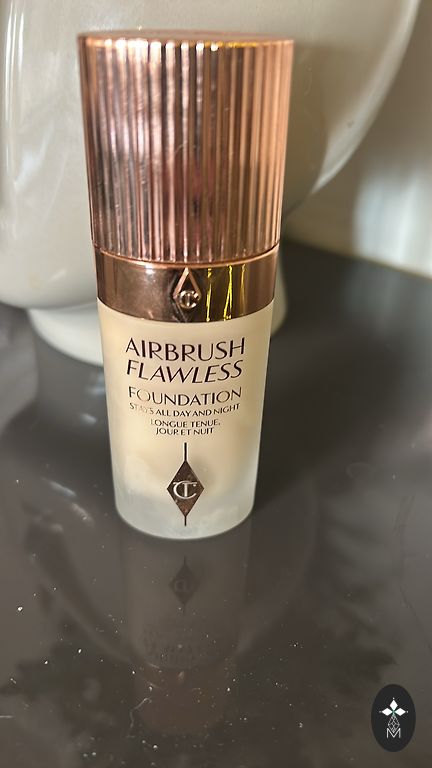 AIRBRUSH
FLAWLESS
FOUNDATION
STAYS ALL DAY AND NIGHT
LONGUE TENUE,
JOUR ET NUIT